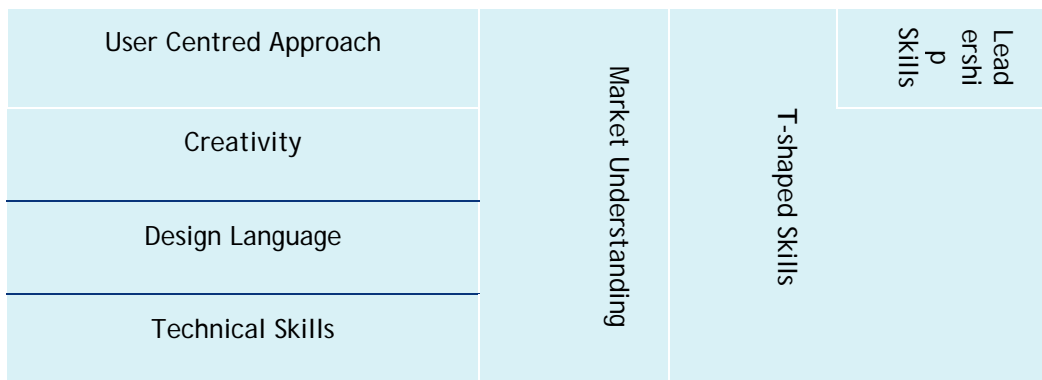 User Centred Approach
Creativity
Design Language
Technical Skills
Market Understanding
T-shaped Skills
Lead
ershi
p
Skills